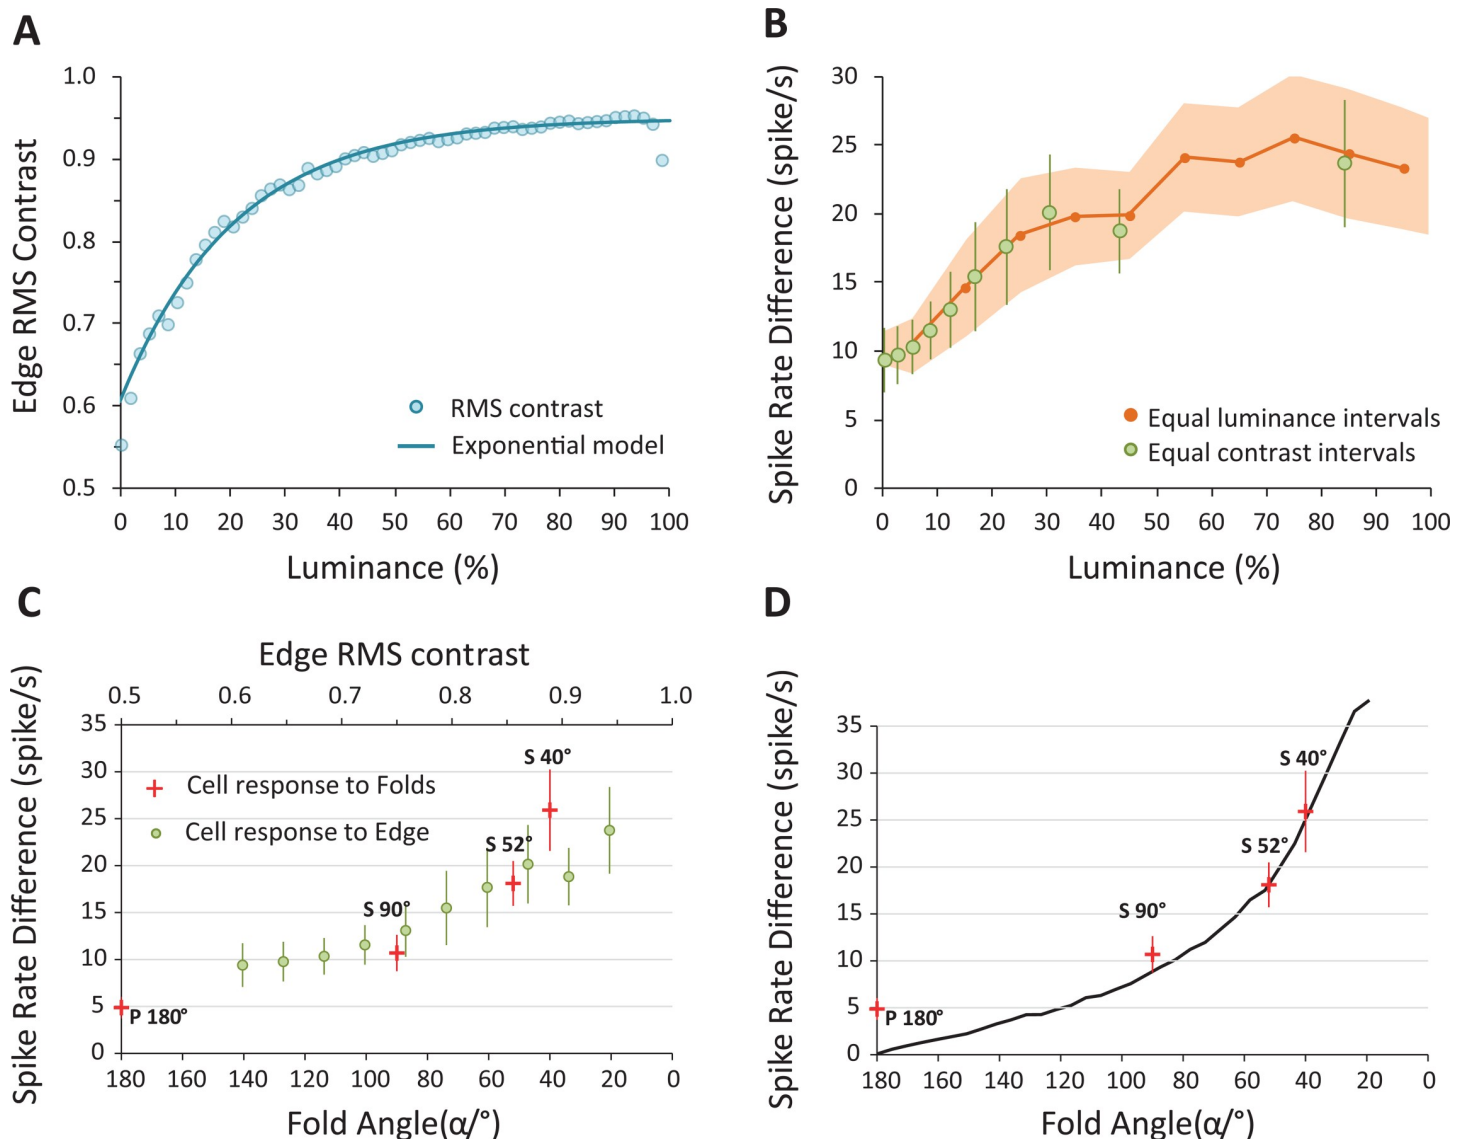 A
Edge RMS Contrast
1.0
0.9
0.8
0.7
0.6
0.5
RMS contrast
Exponential model
0 10 20 30 40 50 60 70 80 90 100
Luminance (%)
B
Spike Rate Difference (spike/s)
30
25
20
15
10
5
0
Equal luminance intervals
Equal contrast intervals
0 10 20 30 40 50 60 70 80 90 100
Luminance (%)
C
Edge RMS contrast
0.5 0.6 0.7 0.8 0.9 1.0
Spike Rate Difference (spike/s)
35
30
25
20
15
10
5
0
S 40°
Cell response to Folds
Cell response to Edge
S 52°
S 90°
P 180°
180 160 140 120 100 80 60 40 20 0
Fold Angle(α/°)
D
Spike Rate Difference (spike/s)
35
30
25
20
15
10
5
0
S 40°
S 52°
S 90°
P 180°
180 160 140 120 100 80 60 40 20 0
Fold Angle(α/°)